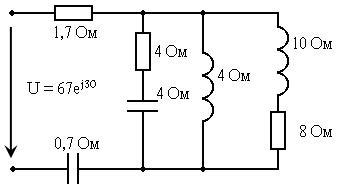 1,7 Ом
10 Ом
4 Ом
4 Ом
U = 67e^j30
4 Ом
0,7 Ом
8 Ом